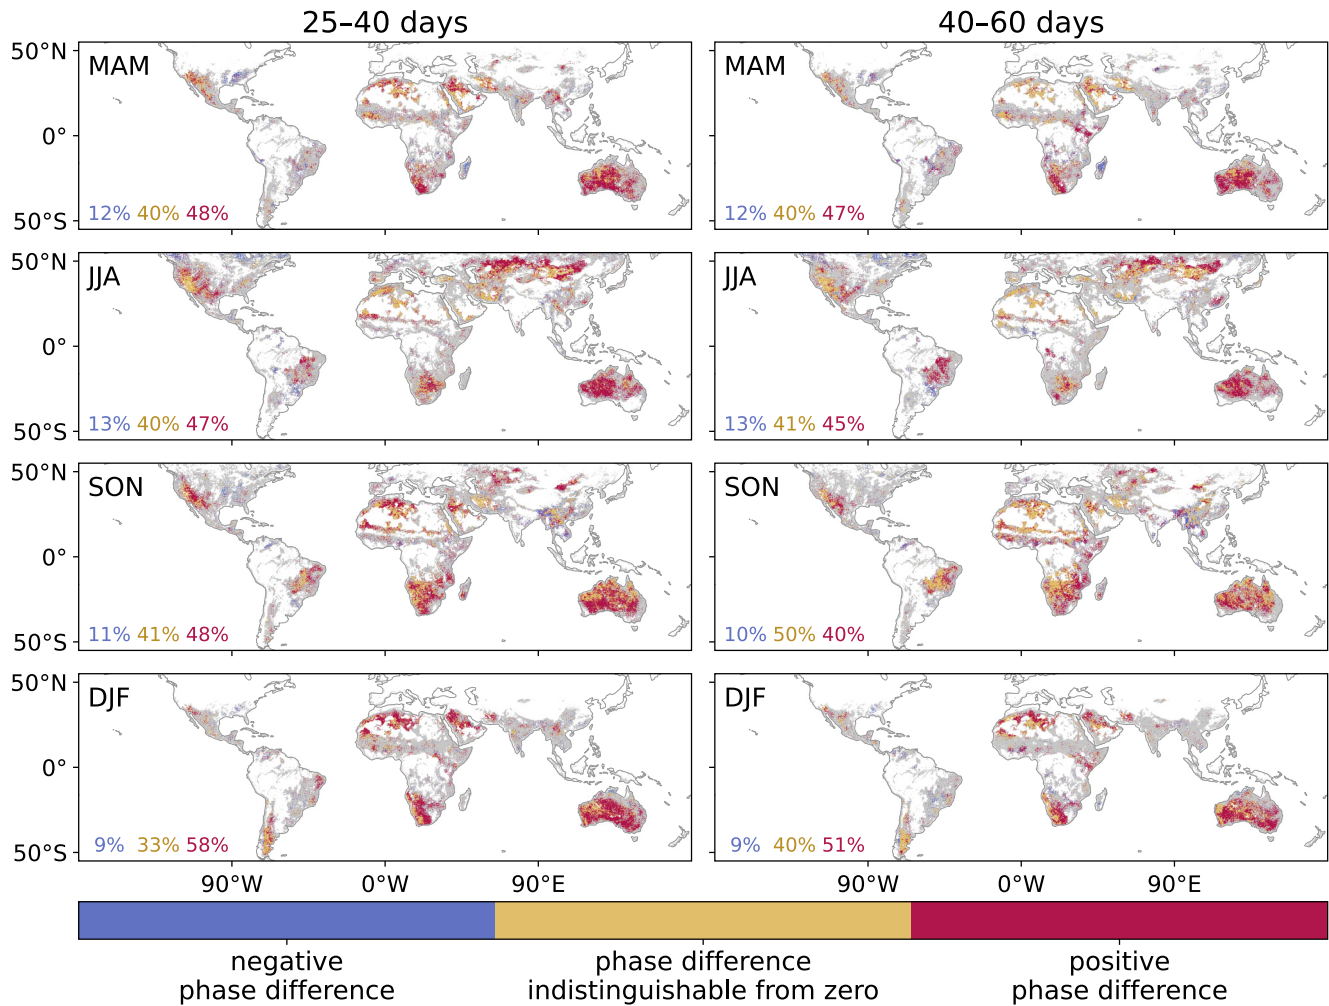 25–40 days
40–60 days
50°N
0°
50°S
MAM
12% 40% 48%
MAM
12% 40% 47%
50°N
0°
50°S
JJA
13% 40% 47%
JJA
13% 41% 45%
50°N
0°
50°S
SON
11% 41% 48%
SON
10% 50% 40%
50°N
0°
50°S
DJF
9% 33% 58%
DJF
9% 40% 51%
90°W 0°W 90°E
90°W 0°W 90°E
negative
phase difference
phase difference
indistinguishable from zero
positive
phase difference